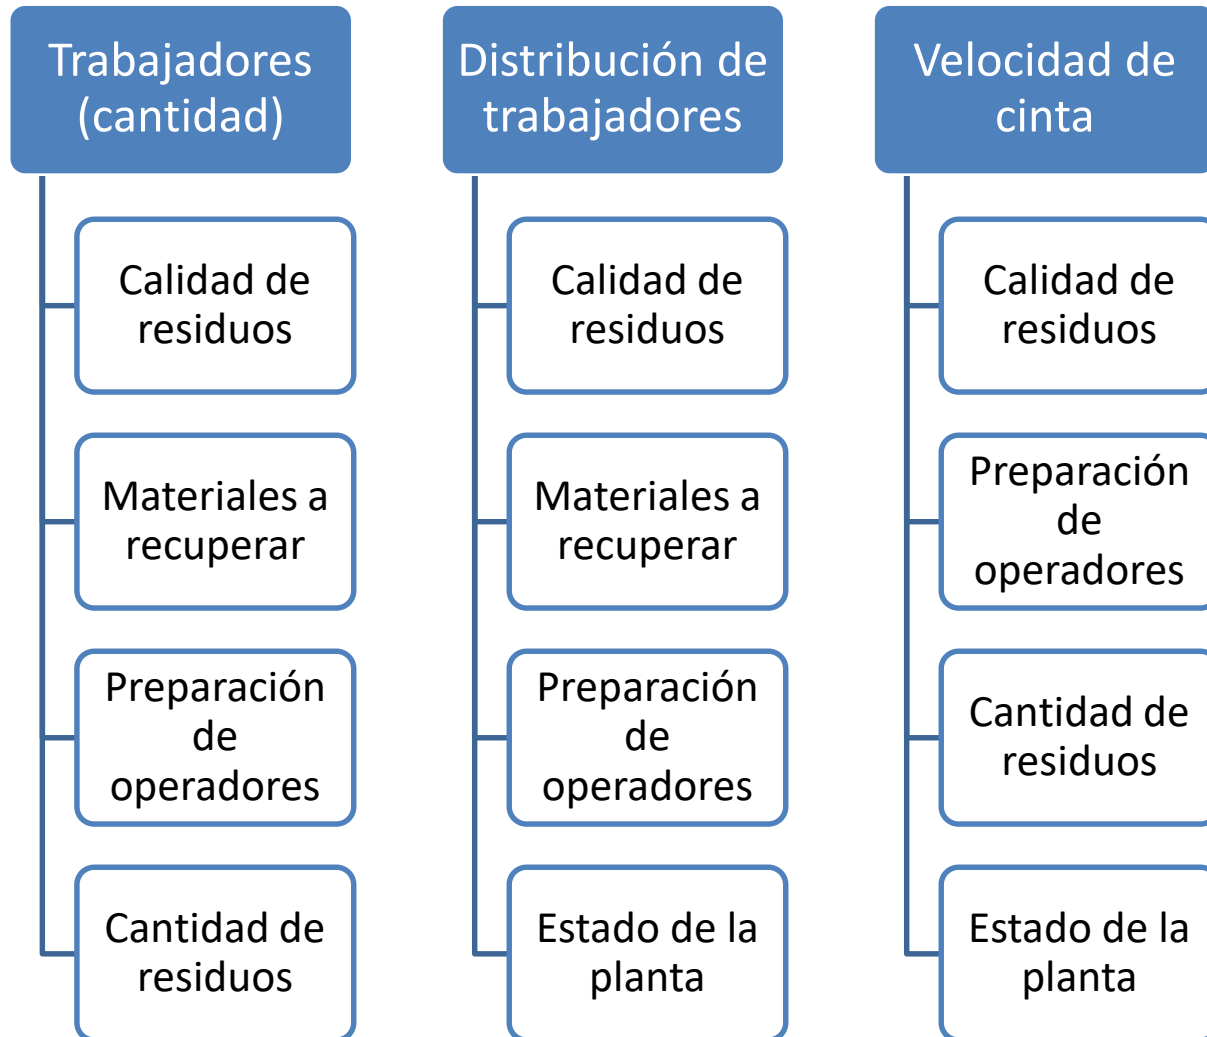 Trabajadores
(cantidad)
Calidad de
residuos
Materiales a
recuperar
Preparación
de
operadores
Cantidad de
residuos
Distribución de
trabajadores
Calidad de
residuos
Materiales a
recuperar
Preparación
de
operadores
Estado de la
planta
Velocidad de
cinta
Calidad de
residuos
Preparación
de
operadores
Cantidad de
residuos
Estado de la
planta